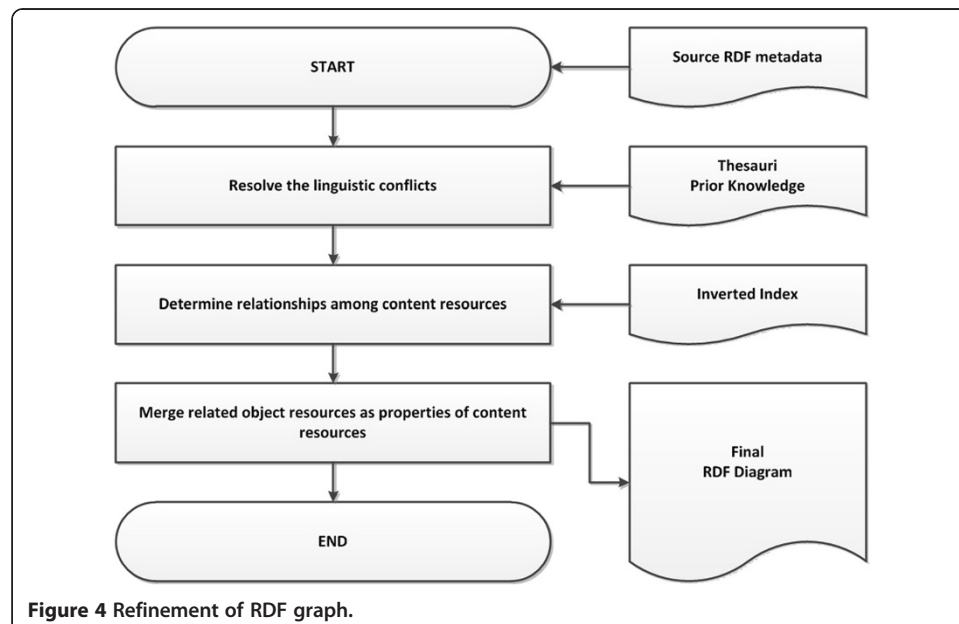 START
Source RDF metadata
Resolve the linguistic conflicts
Thesauri
Prior Knowledge
Determine relationships among content resources
Inverted Index
Merge related object resources as properties of content
resources
Final
RDF Diagram
END
Figure 4 Refinement of RDF graph.